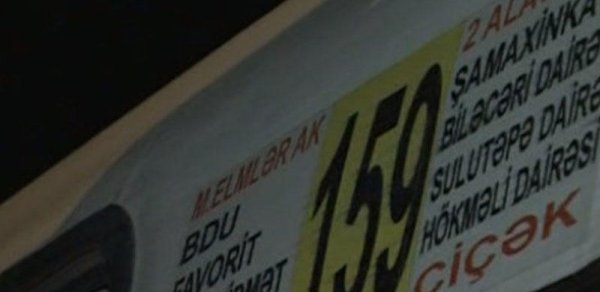 M.ELMLƏR AK
BDU
FAVORIT
159
2 ALA
ŞAMAXINKA
BİLƏCƏRİ DAİRƏ
SULUTƏPƏ DAİRƏ
HÖKMƏLİ DAİRƏSİ
ÇİÇƏK